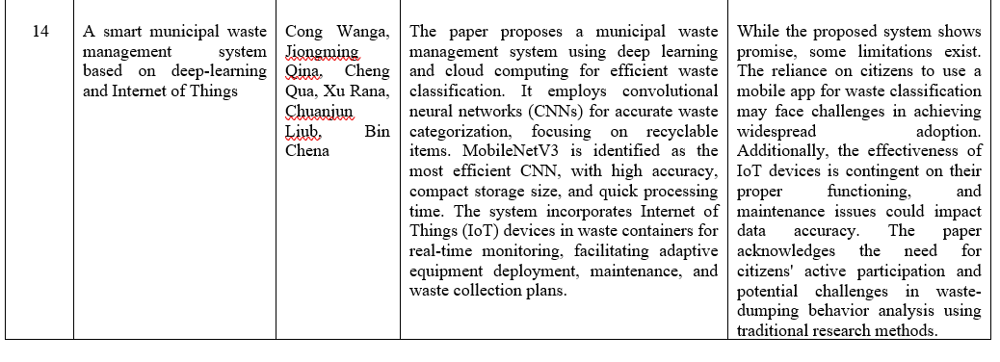 14
A smart municipal waste
management system
based on deep-learning
and Internet of Things
Cong Wanga,
Jiongming
Qina, Cheng
Qua, Xu Rana,
Chuanjun
Liub, Bin
Chena
The paper proposes a municipal waste
management system using deep learning
and cloud computing for efficient waste
classification. It employs convolutional
neural networks (CNNs) for accurate waste
categorization, focusing on recyclable
items. MobileNetV3 is identified as the
most efficient CNN, with high accuracy,
compact storage size, and quick processing
time. The system incorporates Internet of
Things (IoT) devices in waste containers for
real-time monitoring, facilitating adaptive
equipment deployment, maintenance, and
waste collection plans.
While the proposed system shows
promise, some limitations exist.
The reliance on citizens to use a
mobile app for waste classification
may face challenges in achieving
widespread adoption.
Additionally, the effectiveness of
IoT devices is contingent on their
proper functioning, and
maintenance issues could impact
data accuracy. The paper
acknowledges the need for
citizens' active participation and
potential challenges in waste-
dumping behavior analysis using
traditional research methods.